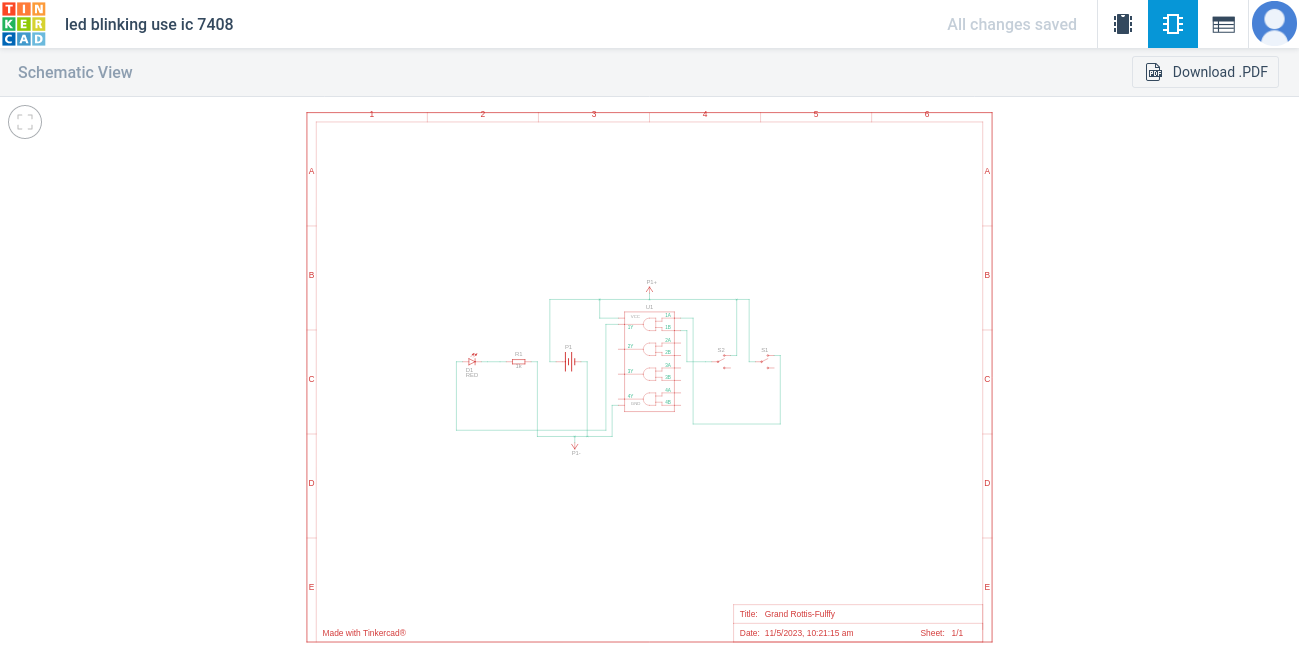 TIN
KER
CAD
led blinking use ic 7408
All changes saved
Schematic View
PDF
Download .PDF
1 2 3 4 5 6
A A
B B
C C
D D
E E
P1+
U1
VCC
1A
1Y
1B
2A
2Y
2B
3A
3Y
3B
4A
4Y
4B
GND
D1
RED
R1
P1
S2
S1
P1-
Title: Grand Rottis-Fulffy
Made with Tinkercad®
Date: 11/5/2023, 10:21:15 am
Sheet: 1/1